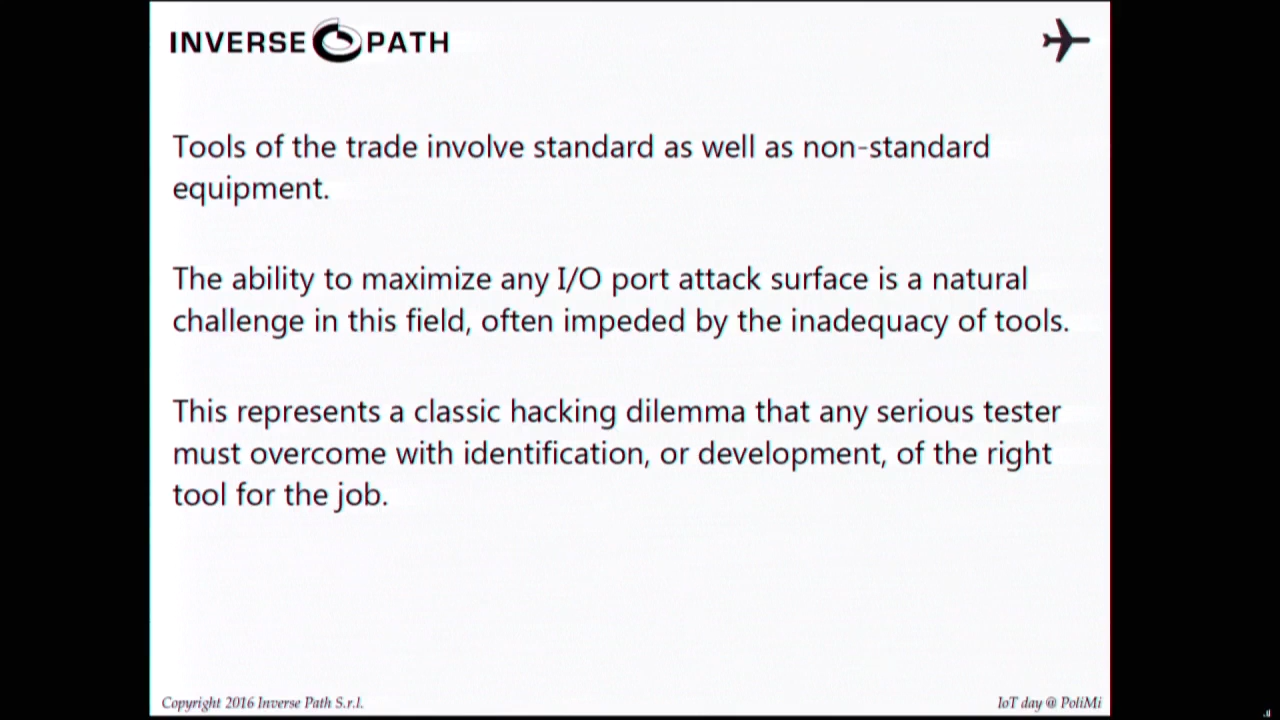 INVERSE PATH
Tools of the trade involve standard as well as non-standard
equipment.
The ability to maximize any I/O port attack surface is a natural
challenge in this field, often impeded by the inadequacy of tools.
This represents a classic hacking dilemma that any serious tester
must overcome with identification, or development, of the right
tool for the job.
Copyright 2016 Inverse Path S.r.l.
IoT day @ PoliMi